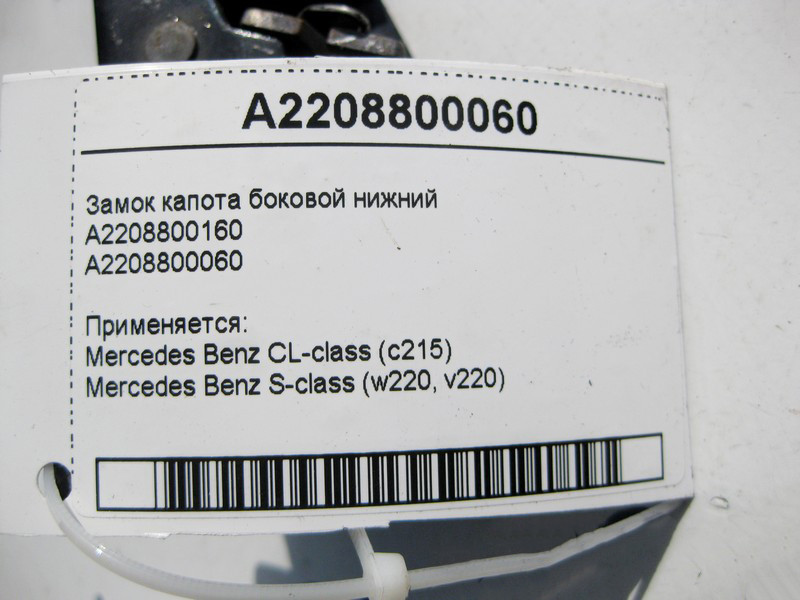 A2208800060
Замок капота боковой нижний
A2208800160
A2208800060
Применяется:
Mercedes Benz CL-class (c215)
Mercedes Benz S-class (w220, v220)